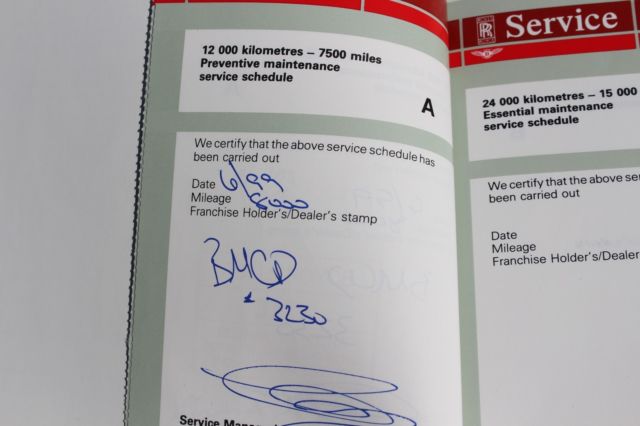 12 000 kilometres – 7500 miles
Preventive maintenance
service schedule
A
We certify that the above service schedule has
been carried out
Date 6/99
Mileage 8000
Franchise Holder's/Dealer's stamp
BMCD
3230
Service
RR
24 000 kilometres – 15 000
Essential maintenance
service schedule
We certify that the above
been carried out
Date
Mileage
Franchise Holder's/Dealer